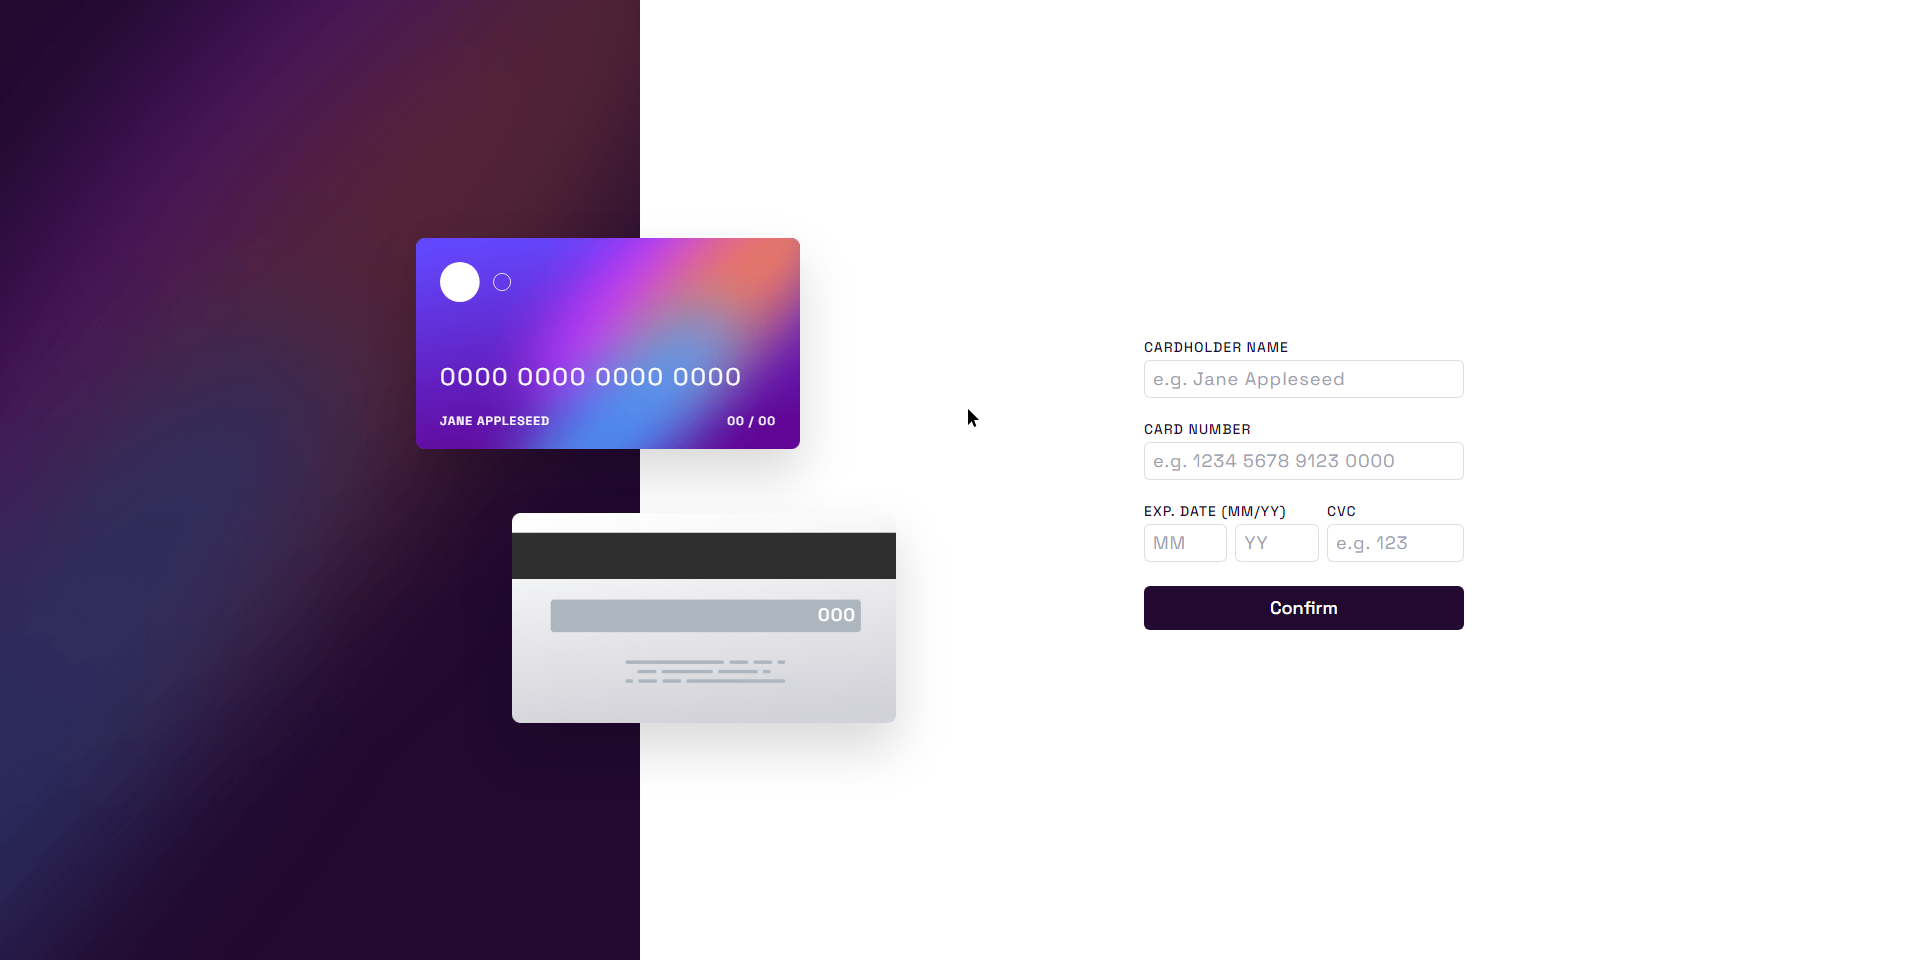 0000 0000 0000 0000
JANE APPLESEED 00 / 00
000
CARDHOLDER NAME
e.g. Jane Appleseed
CARD NUMBER
e.g. 1234 5678 9123 0000
EXP. DATE (MM/YY) CVC
MM YY e.g. 123
Confirm